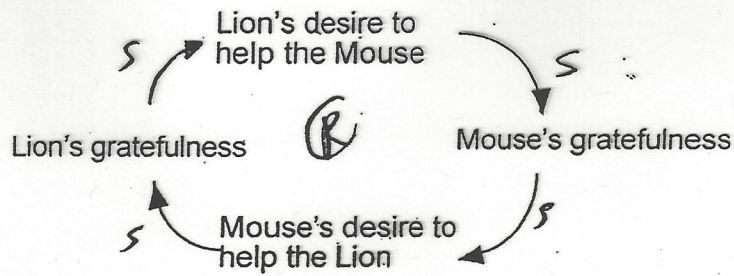 Lion's desire to
help the Mouse
S
S
Lion's gratefulness
R
Mouse's gratefulness
S
S
Mouse's desire to
help the Lion